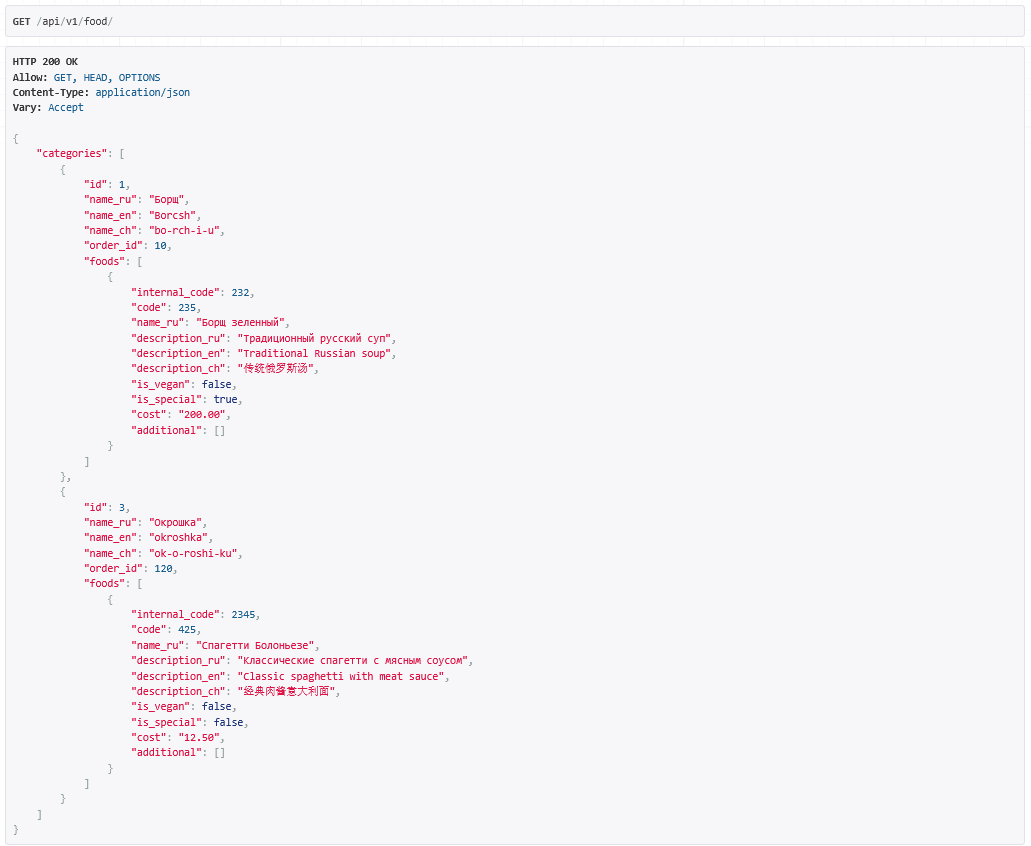 GET /api/v1/food/
HTTP 200 OK
Allow: GET, HEAD, OPTIONS
Content-Type: application/json
Vary: Accept
{
"categories": [
{
"id": 1,
"name_ru": "Борщ",
"name_en": "Borcsh",
"name_ch": "bo-rch-i-u",
"order_id": 10,
"foods": [
{
"internal_code": 232,
"code": 235,
"name_ru": "Борщ зеленный",
"description_ru": "Традиционный русский суп",
"description_en": "Traditional Russian soup",
"description_ch": "传统俄罗斯汤",
"is_vegan": false,
"is_special": true,
"cost": "200.00",
"additional": []
}
]
},
{
"id": 3,
"name_ru": "Окрошка",
"name_en": "okroshka",
"name_ch": "ok-o-roshi-ku",
"order_id": 120,
"foods": [
{
"internal_code": 2345,
"code": 425,
"name_ru": "Спагетти Болоньезе",
"description_ru": "Классические спагетти с мясным соусом",
"description_en": "Classic spaghetti with meat sauce",
"description_ch": "经典肉酱意大利面",
"is_vegan": false,
"is_special": false,
"cost": "12.50",
"additional": []
}
]
}
]
}